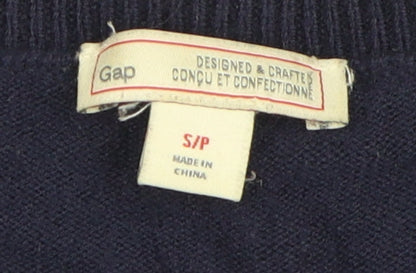 Gap
DESIGNED & CRAFTED
CONÇU ET CONFECTIONNÉ
S/P
MADE IN
CHINA